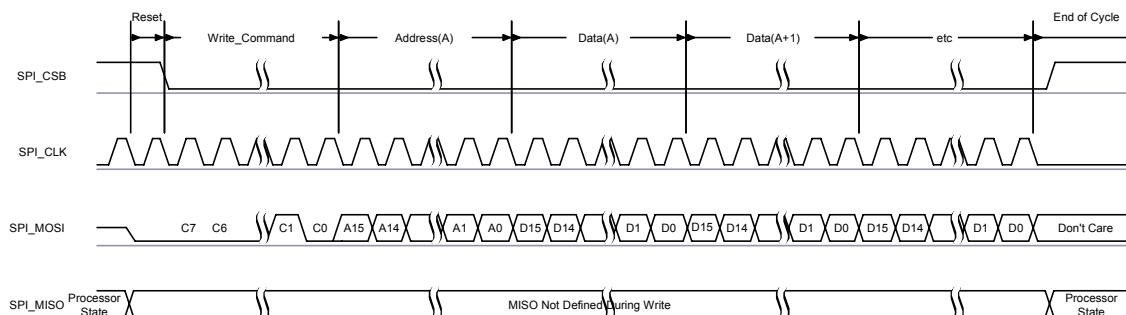 Reset
Write_Command
Address(A)
Data(A)
Data(A+1)
etc
End of Cycle
SPI_CSB
SPI_CLK
SPI_MOSI
C7 C6 C1 C0 A15 A14 A1 A0 D15 D14 D1 D0 D15 D14 D1 D0 D15 D14 D1 D0 Don't Care
SPI_MISO
Processor
State
MISO Not Defined During Write
Processor
State